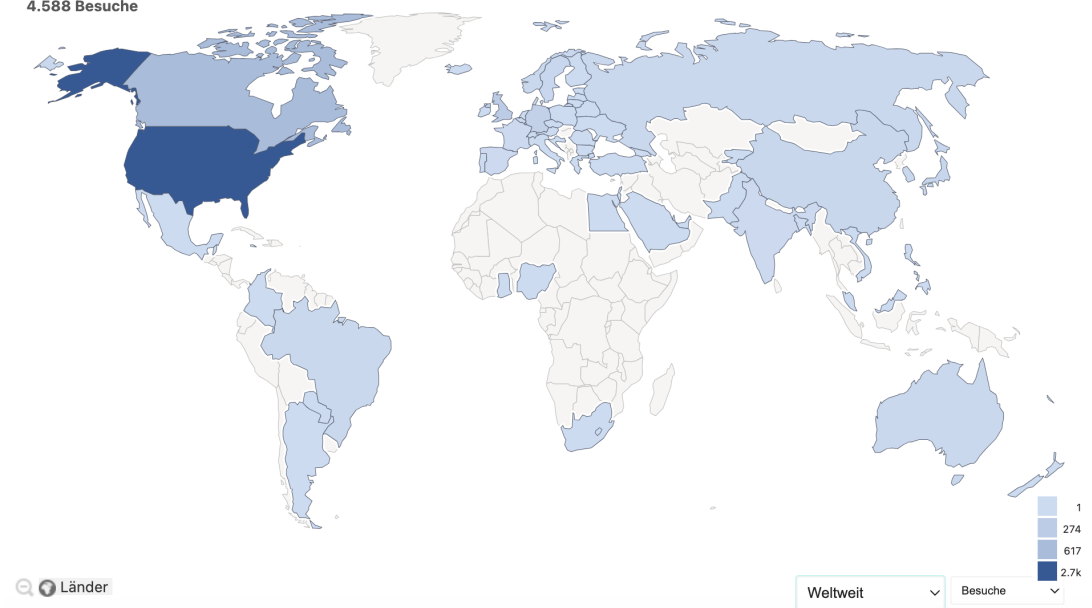 4.588 Besuche
1
274
617
2.7k
Länder
Weltweit
Besuche